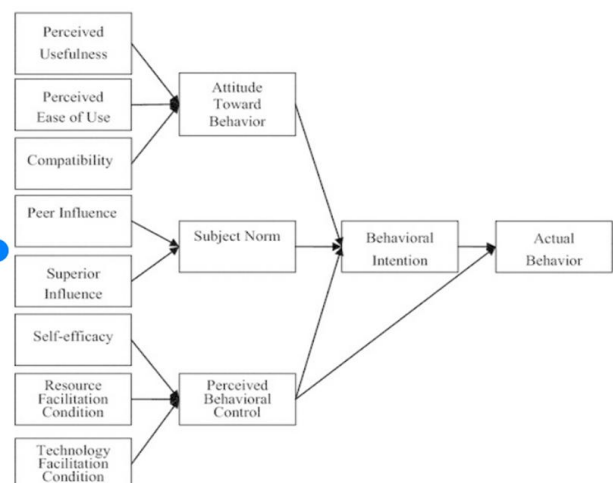 Perceived
Usefulness
Perceived
Ease of Use
Compatibility
Peer Influence
Superior
Influence
Self-efficacy
Resource
Facilitation
Condition
Technology
Facilitation
Condition
Attitude
Toward
Behavior
Subject Norm
Perceived
Behavioral
Control
Behavioral
Intention
Actual
Behavior